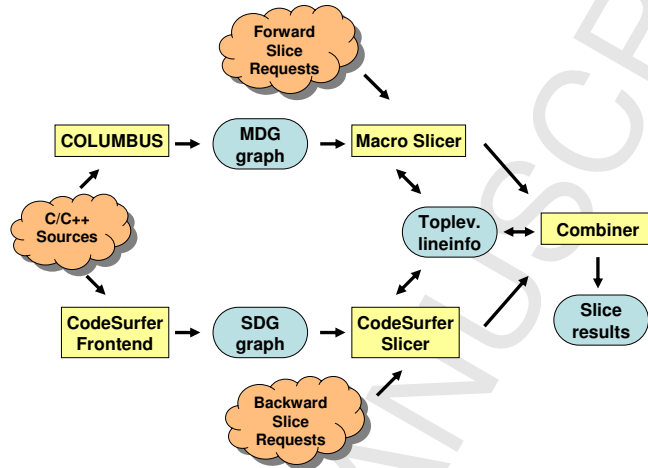 Forward
Slice
Requests
COLUMBUS
MDG
graph
Macro Slicer
C/C++
Sources
Toplev.
lineinfo
Combiner
CodeSurfer
Frontend
SDG
graph
CodeSurfer
Slicer
Slice
results
Backward
Slice
Requests